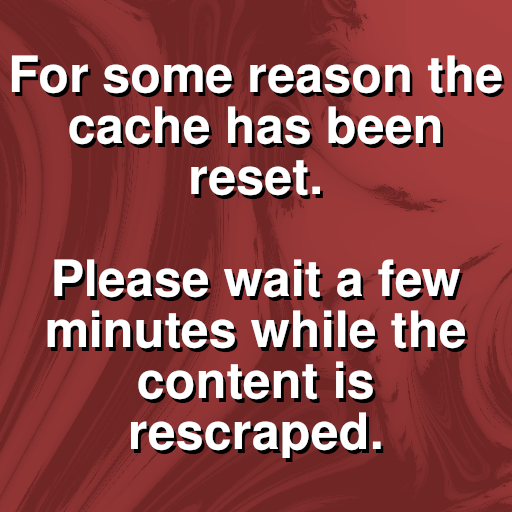 For some reason the
cache has been
reset.
Please wait a few
minutes while the
content is
rescraped.